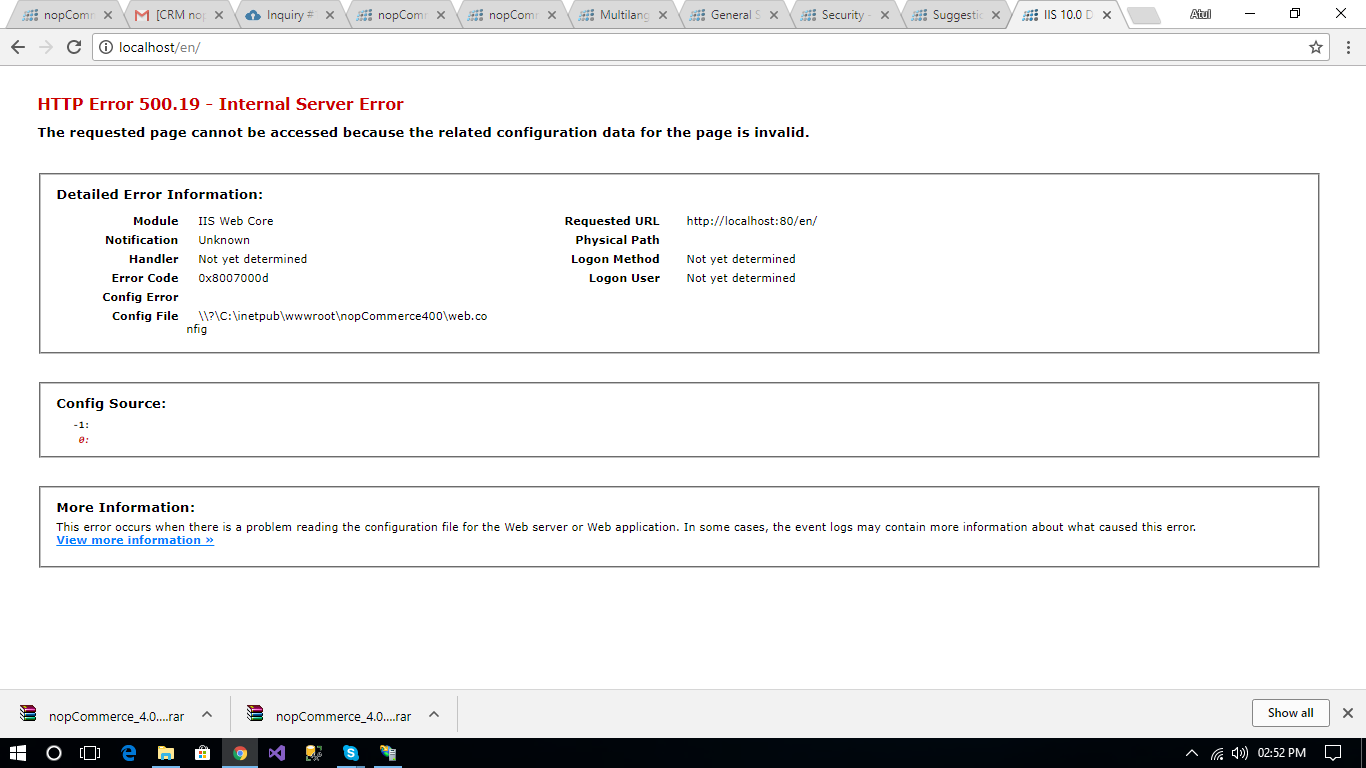 nopComm
[CRM nop
Inquiry #
nopComm
nopComm
Multilang
General S
Security -
Suggestio
IIS 10.0 D
Atul
localhost/en/
HTTP Error 500.19 - Internal Server Error
The requested page cannot be accessed because the related configuration data for the page is invalid.
Detailed Error Information:
Module IIS Web Core
Notification Unknown
Handler Not yet determined
Error Code 0x8007000d
Config Error
Config File \\?\C:\inetpub\wwwroot\nopCommerce400\web.co
nfig
Requested URL http://localhost:80/en/
Physical Path
Logon Method Not yet determined
Logon User Not yet determined
Config Source:
-1:
0:
More Information:
This error occurs when there is a problem reading the configuration file for the Web server or Web application. In some cases, the event logs may contain more information about what caused this error.
View more information »
nopCommerce_4.0....rar
nopCommerce_4.0....rar
Show all
02:52 PM